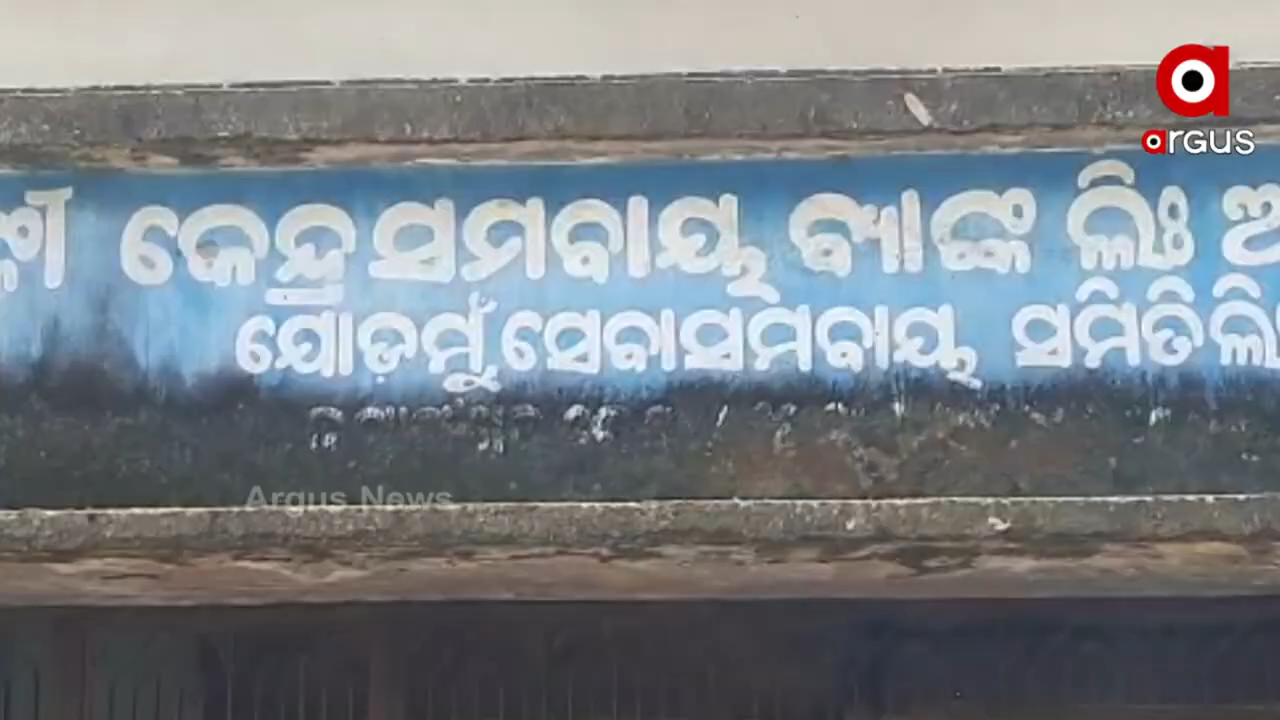 argus
କେନ୍ଦ୍ର ସମବାୟ ବ୍ୟାଙ୍କ ଲିଃ
ଯୋଡ଼ମୁଁ ସେବା ସମବାୟ ସମିତି ଲି
Argus News